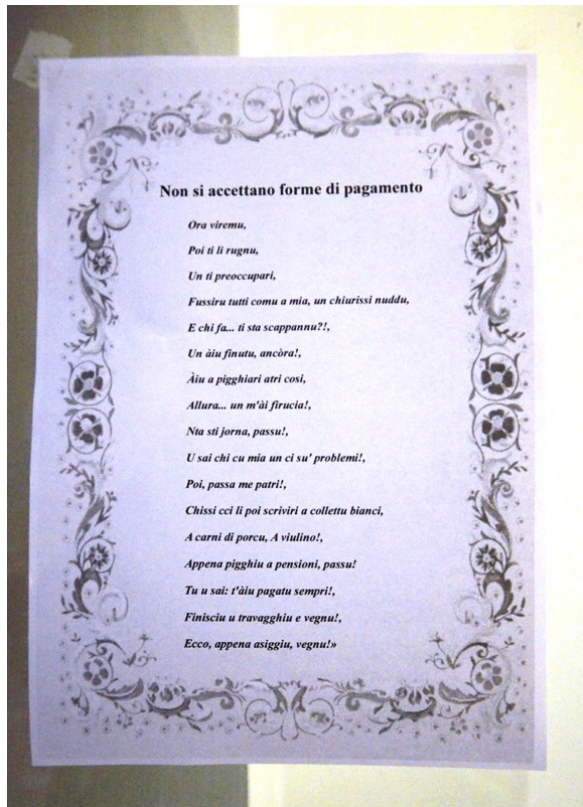 Non si accettano forme di pagamento
Ora viremu,
Poi ti li rugnu,
Un ti preoccupari,
Fussiru tutti comu a mia, un chiurissi nuddu,
E chi fa... ti sta scappannu?!,
Un àiu finutu, ancòra!,
Àiu a pigghiari atri cosi,
Allura... un m'ài firucia!,
Nta sti jorna, passu!,
U sai chi cu mia un ci su' problemi!,
Poi, passa me patri!,
Chissi cci li poi scriviri a collettu bianci,
A carni di porcu, A viulino!,
Appena pigghiu a pensioni, passu!
Tu u sai: t'àiu pagatu sempri!,
Finisciu u travagghiu e vegnu!,
Ecco, appena asiggiu, vegnu!»